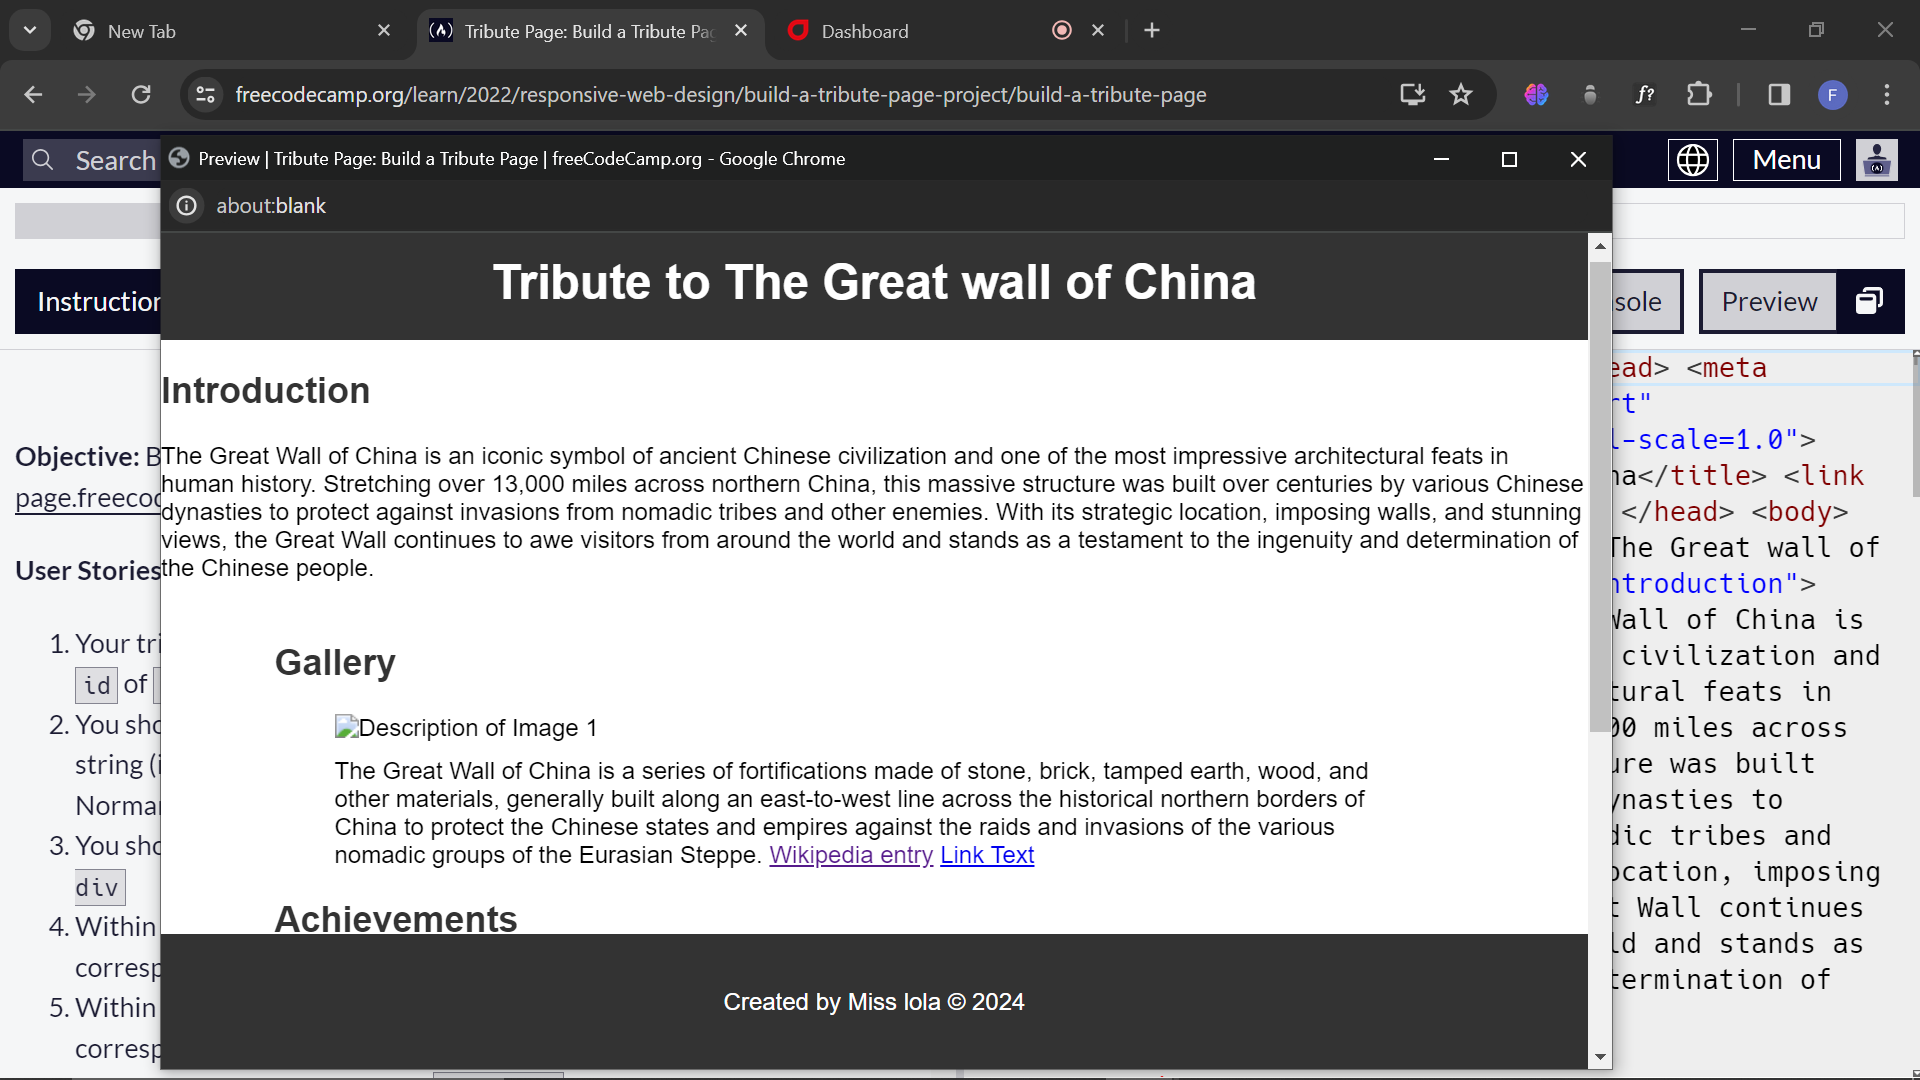 New Tab
Tribute Page: Build a Tribute Pa
Dashboard
freecodecamp.org/learn/2022/responsive-web-design/build-a-tribute-page-project/build-a-tribute-page
f?
F
Search
Preview | Tribute Page: Build a Tribute Page | freeCodeCamp.org - Google Chrome
Menu
about:blank
Instruction
Tribute to The Great wall of China
sole
Preview
Introduction
ead> <meta
rt"
l-scale=1.0">
Objective: B
The Great Wall of China is an iconic symbol of ancient Chinese civilization and one of the most impressive architectural feats in
page.freecod
human history. Stretching over 13,000 miles across northern China, this massive structure was built over centuries by various Chinese
na</title> <link
dynasties to protect against invasions from nomadic tribes and other enemies. With its strategic location, imposing walls, and stunning
</head> <body>
views, the Great Wall continues to awe visitors from around the world and stands as a testament to the ingenuity and determination of
The Great wall of
User Stories
the Chinese people.
ntroduction">
Wall of China is
1. Your tri
Gallery
civilization and
id of
tural feats in
2. You sho
Description of Image 1
00 miles across
string (i
The Great Wall of China is a series of fortifications made of stone, brick, tamped earth, wood, and
ure was built
Norman
other materials, generally built along an east-to-west line across the historical northern borders of
ynasties to
China to protect the Chinese states and empires against the raids and invasions of the various
dic tribes and
3. You sho
nomadic groups of the Eurasian Steppe. Wikipedia entry Link Text
ocation, imposing
div
t Wall continues
4. Within
Achievements
ld and stands as
corresp
termination of
5. Within
Created by Miss lola © 2024
corresp